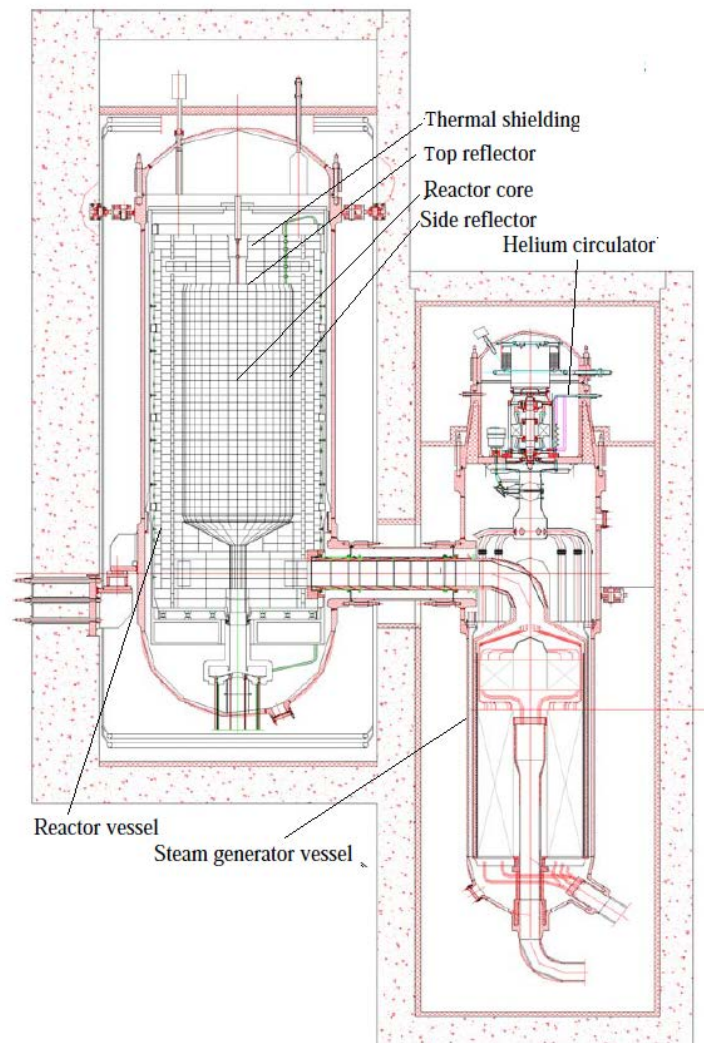 Thermal shielding
Top reflector
Reactor core
Side reflector
Helium circulator
Reactor vessel
Steam generator vessel